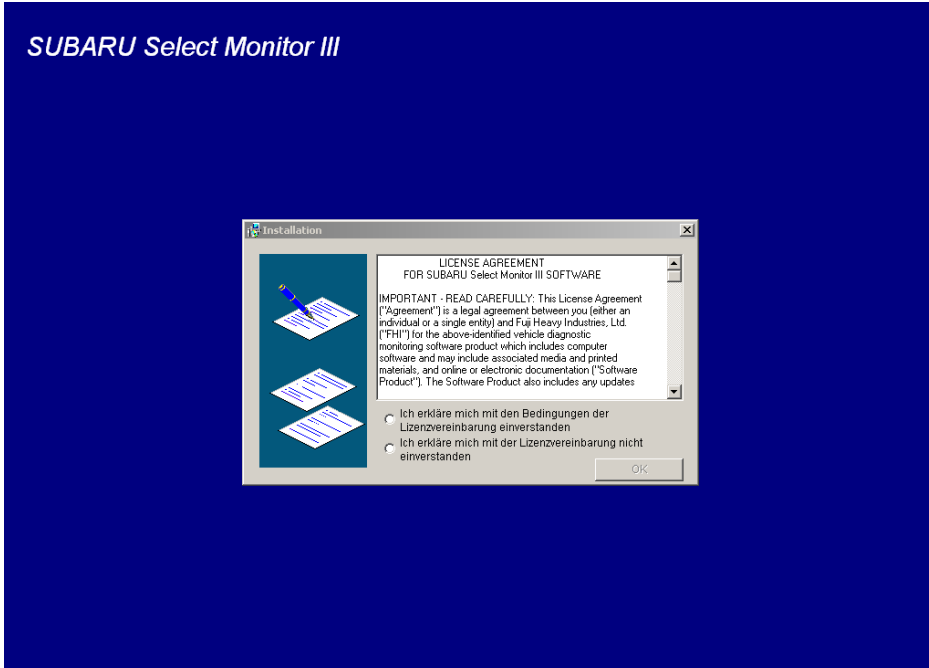 SUBARU Select Monitor III
Installation
LICENSE AGREEMENT
FOR SUBARU Select Monitor III SOFTWARE
IMPORTANT - READ CAREFULLY: This License Agreement
("Agreement") is a legal agreement between you (either an
individual or a single entity) and Fuji Heavy Industries, Ltd.
("FHI") for the above-identified vehicle diagnostic
monitoring software product which includes computer
software and may include associated media and printed
materials, and online or electronic documentation ("Software
Product"). The Software Product also includes any updates
Ich erkläre mich mit den Bedingungen der
Lizenzvereinbarung einverstanden
Ich erkläre mich mit der Lizenzvereinbarung nicht
einverstanden
OK